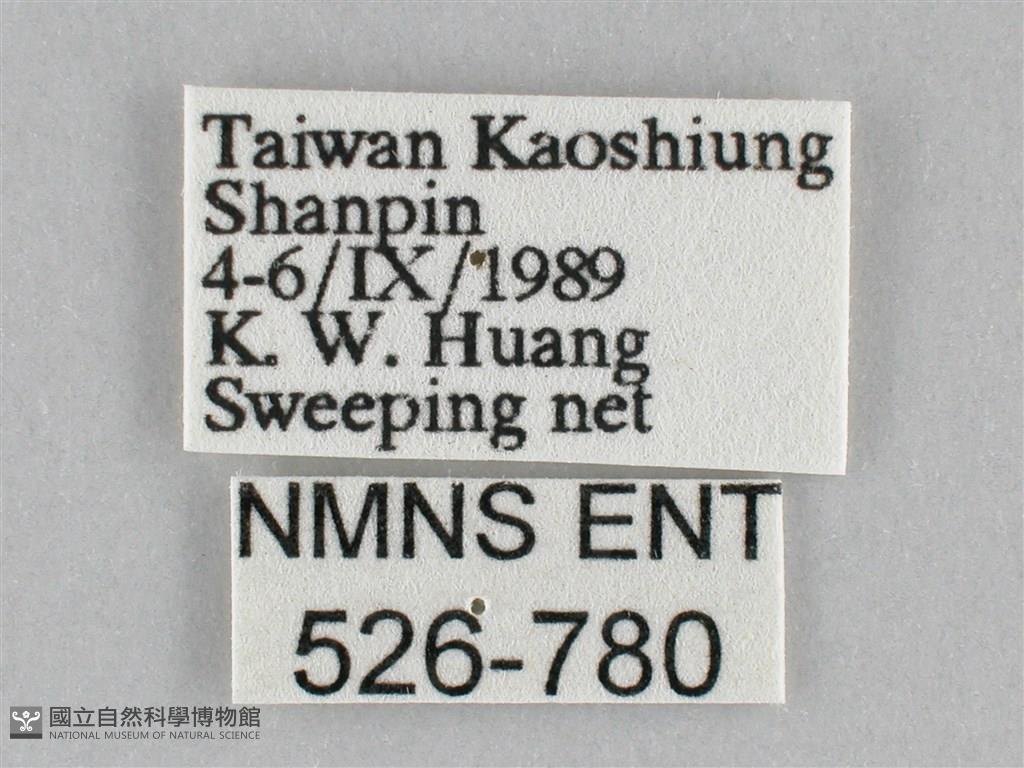 Taiwan Kaoshiung
Shanpin
4-6/IX/1989
K. W. Huang
Sweeping net
NMNS ENT
526-780
國立自然科學博物館
NATIONAL MUSEUM OF NATURAL SCIENCE